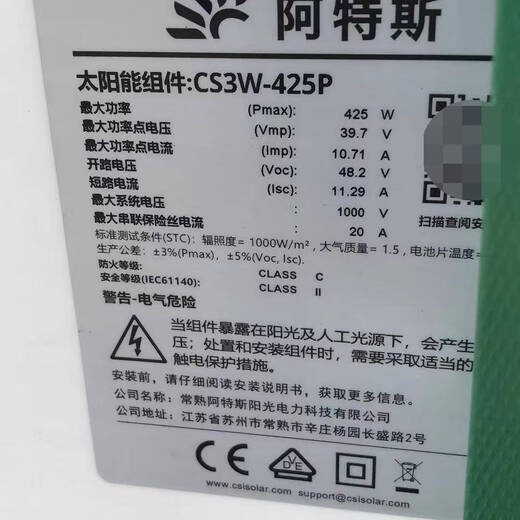 阿特斯
太阳能组件:CS3W-425P
最大功率 (Pmax): 425 W
最大功率点电压 (Vmp): 39.7 V
最大功率点电流 (Imp): 10.71 A
开路电压 (Voc): 48.2 V
短路电流 (Isc): 11.29 A
最大系统电压 : 1000 V
最大串联保险丝电流 : 20 A
扫描查阅安
标准测试条件(STC): 辐照度= 1000W/m², 大气质量= 1.5, 电池片温度=
生产公差: ±3%(Pmax), ±5%(Voc, Isc).
防火等级: CLASS C
安全等级(IEC61140): CLASS II
警告-电气危险
当组件暴露在阳光及人工光源下, 会产生
压; 处置和安装组件时, 需要采取适当的
触电保护措施.
安装前, 请仔细阅读安装说明书, 获取更多信息.
公司名称: 常熟阿特斯阳光电力科技有限公司
公司地址: 江苏省苏州市常熟市辛庄杨园长盛路2号
CE
DVE
www.csisolar.com support@csisolar.com